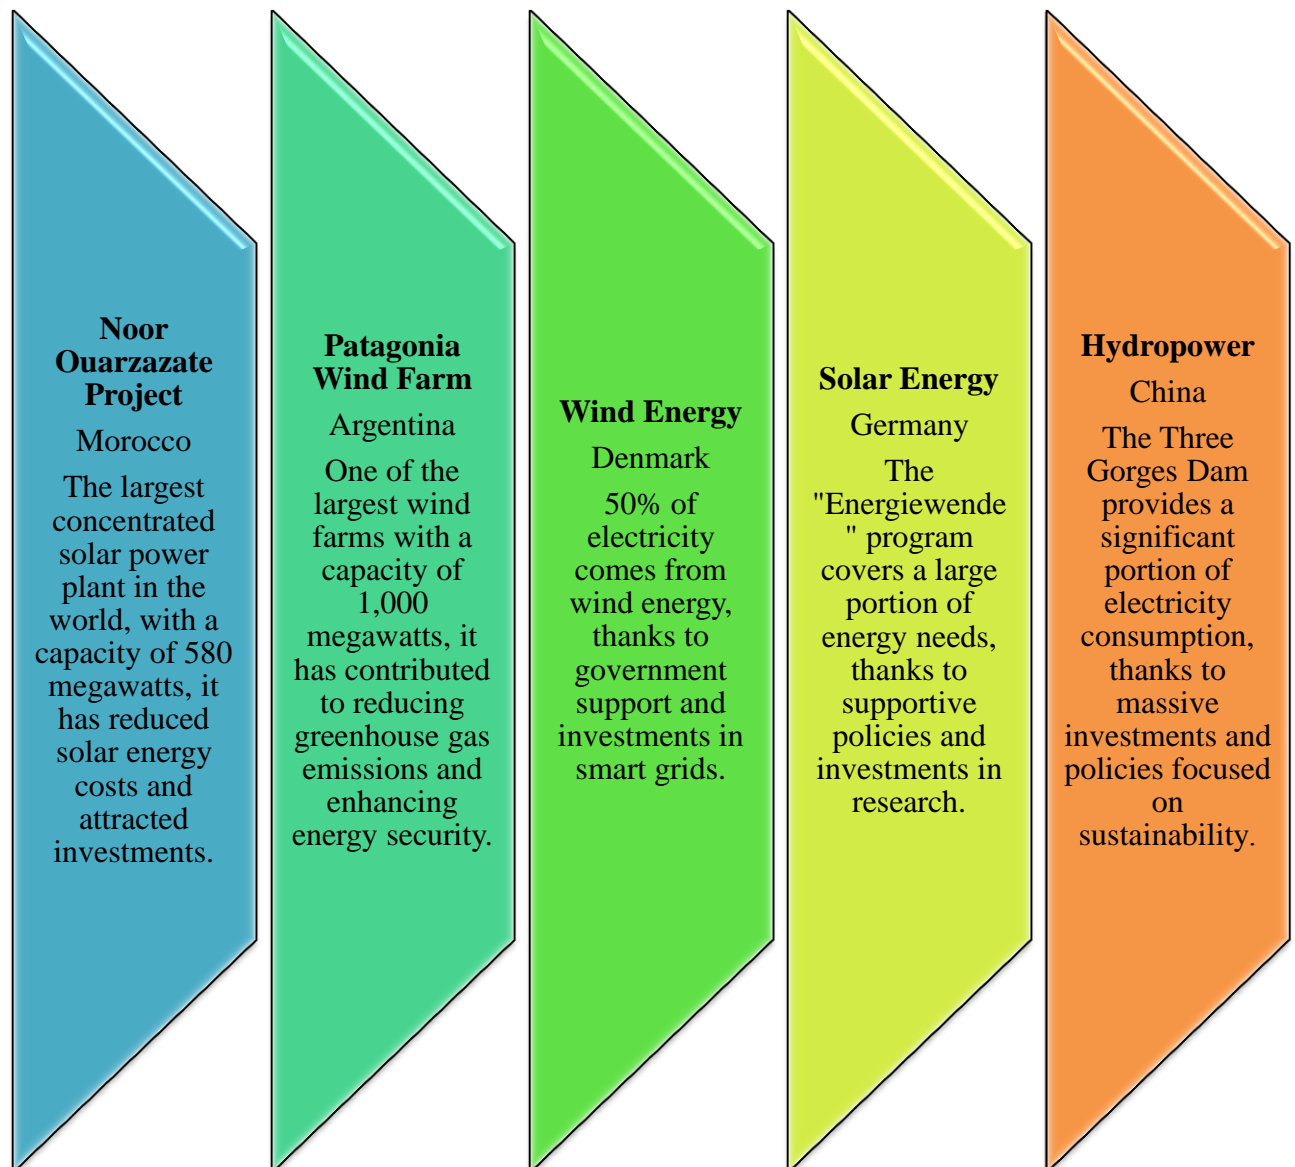 Noor
Ouarzazate
Project
Morocco
The largest
concentrated
solar power
plant in the
world, with a
capacity of 580
megawatts, it
has reduced
solar energy
costs and
attracted
investments.
Patagonia
Wind Farm
Argentina
One of the
largest wind
farms with a
capacity of
1,000
megawatts, it
has contributed
to reducing
greenhouse gas
emissions and
enhancing
energy security.
Wind Energy
Denmark
50% of
electricity
comes from
wind energy,
thanks to
government
support and
investments in
smart grids.
Solar Energy
Germany
The
"Energiewende
" program
covers a large
portion of
energy needs,
thanks to
supportive
policies and
investments in
research.
Hydropower
China
The Three
Gorges Dam
provides a
significant
portion of
electricity
consumption,
thanks to
massive
investments and
policies focused
on
sustainability.